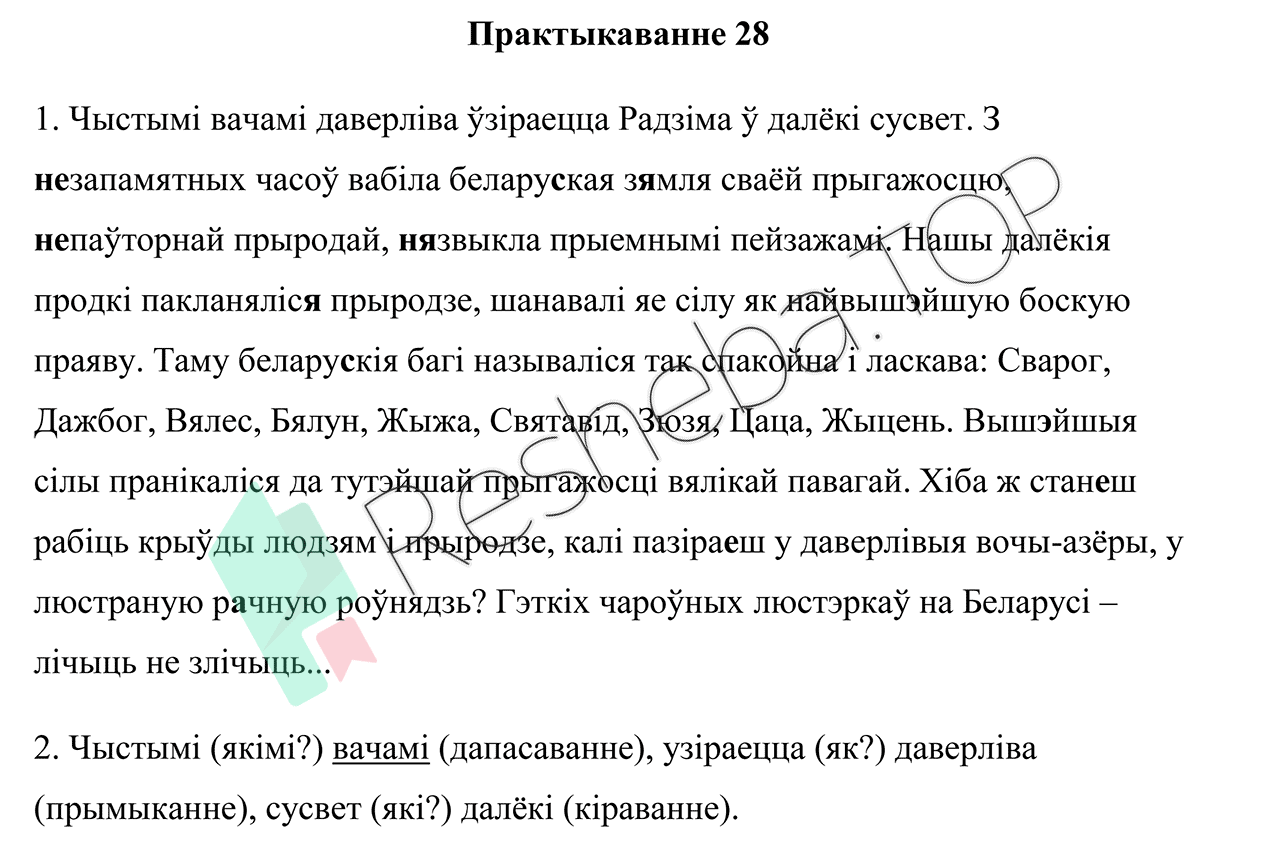 Практыкаванне 28
1. Чыстымі вачамі даверліва ўзіраецца Радзіма ў далёкі сусвет. З
незапамятных часоў вабіла беларуская зямля сваёй прыгажосцю,
непаўторнай прыродай, нязвыкла прыемнымі пейзажамі. Нашы далёкія
продкі пакланяліся прыродзе, шанавалі яе сілу як найвышэйшую боскую
праяву. Таму беларускія багі называліся так спакойна і ласкава: Сварог,
Дажбог, Вялес, Бялун, Жыжа, Святавід, Зюзя, Цаца, Жыцень. Вышэйшыя
сілы пранікаліся да тутэйшай прыгажосці вялікай павагай. Хіба ж станеш
рабіць крыўды людзям і прыродзе, калі пазіраеш у даверлівыя вочы-азёры, у
люстраную рачную роўнядзь? Гэткіх чароўных люстэркаў на Беларусі –
лічыць не злічыць...
2. Чыстымі (якімі?) вачамі (дапасаванне), узіраецца (як?) даверліва
(прымыканне), сусвет (які?) далёкі (кіраванне).
Resheba.TOP